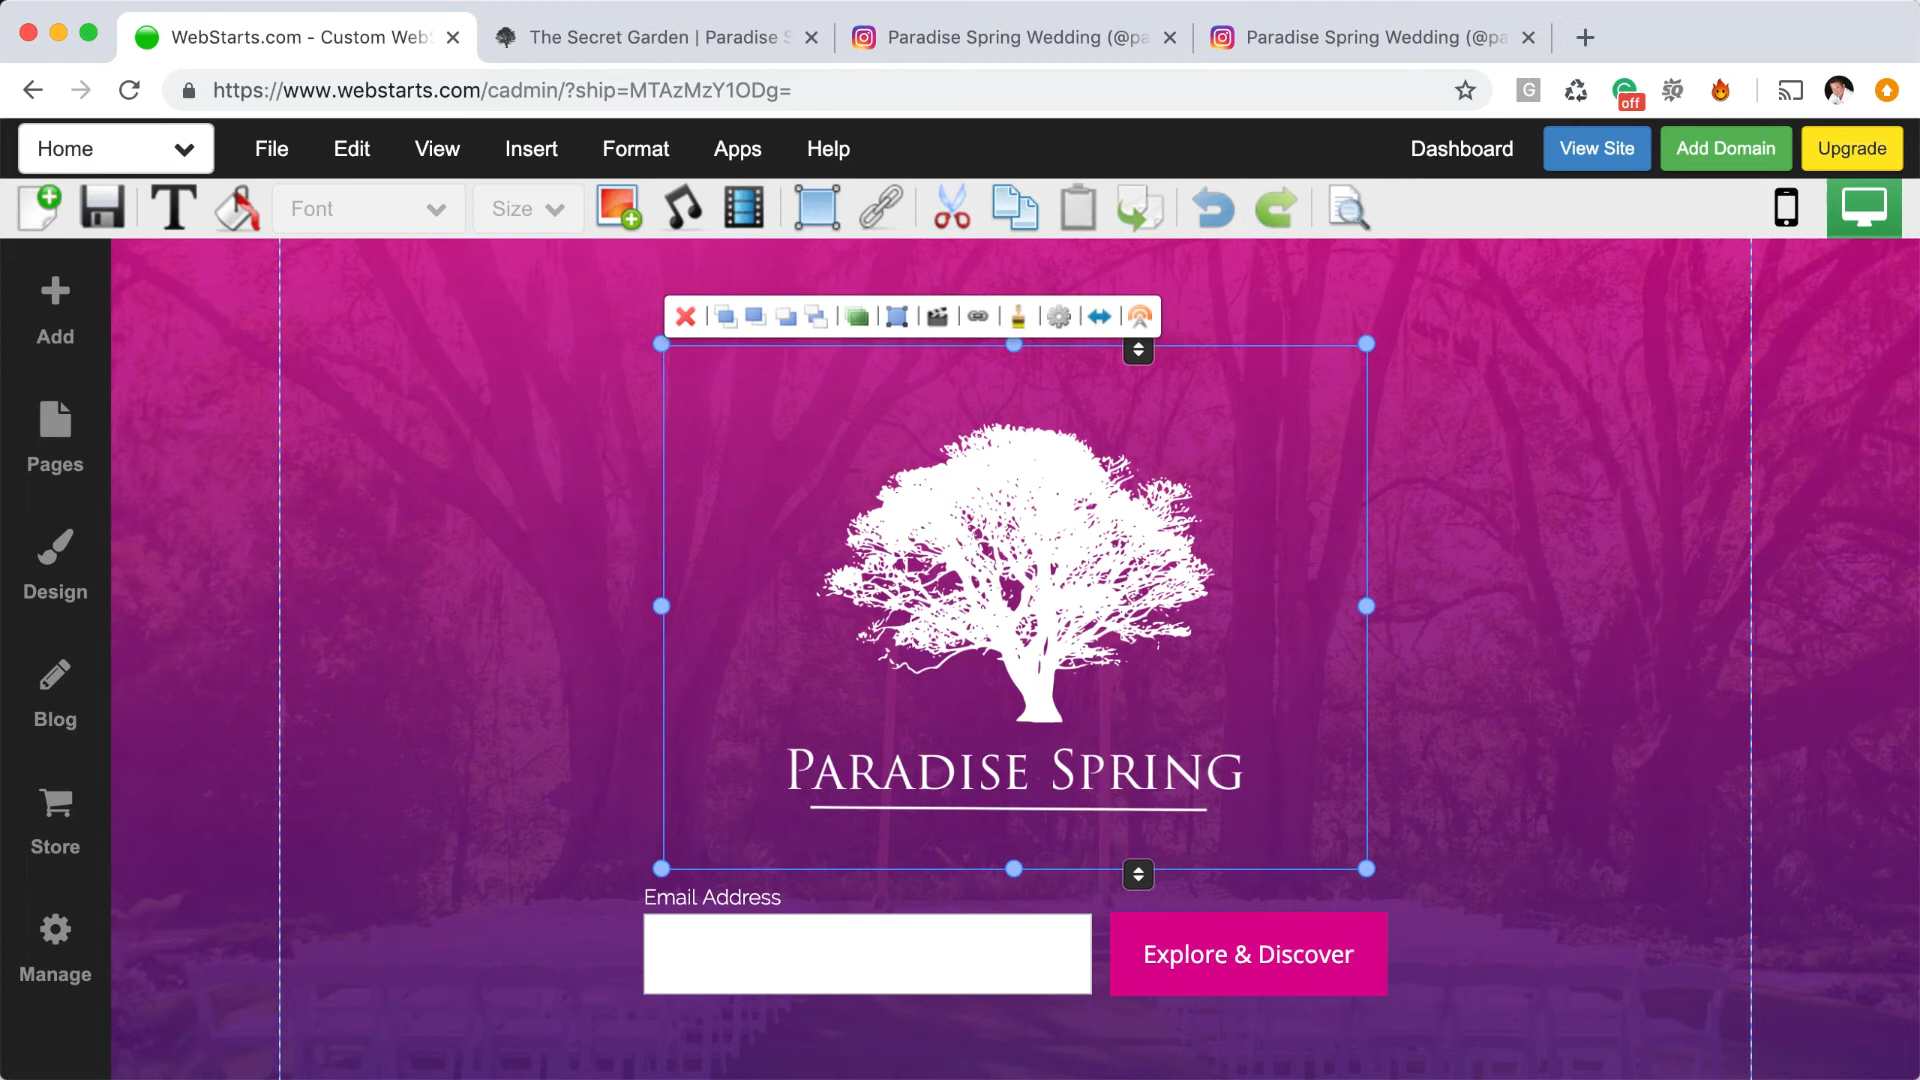 WebStarts.com - Custom Web
The Secret Garden | Paradise S
Paradise Spring Wedding (@pa
Paradise Spring Wedding (@pa
https://www.webstarts.com/cadmin/?ship=MTAzMzY1ODg=
G
off
SQ
Home
File
Edit
View
Insert
Format
Apps
Help
Dashboard
View Site
Add Domain
Upgrade
T
Font
Size
Add
Pages
Design
Blog
Store
Manage
PARADISE SPRING
Email Address
Explore & Discover